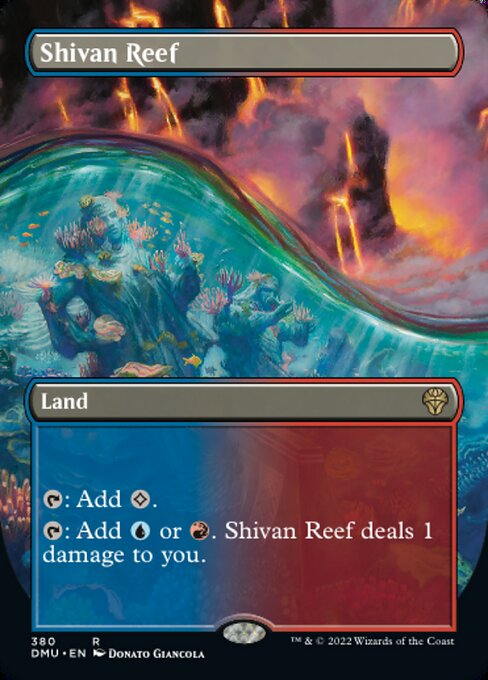 Shivan Reef
Land
: Add .
: Add or . Shivan Reef deals 1
damage to you.
380 R
DMU • EN Donato Giancola
™ & © 2022 Wizards of the Coast